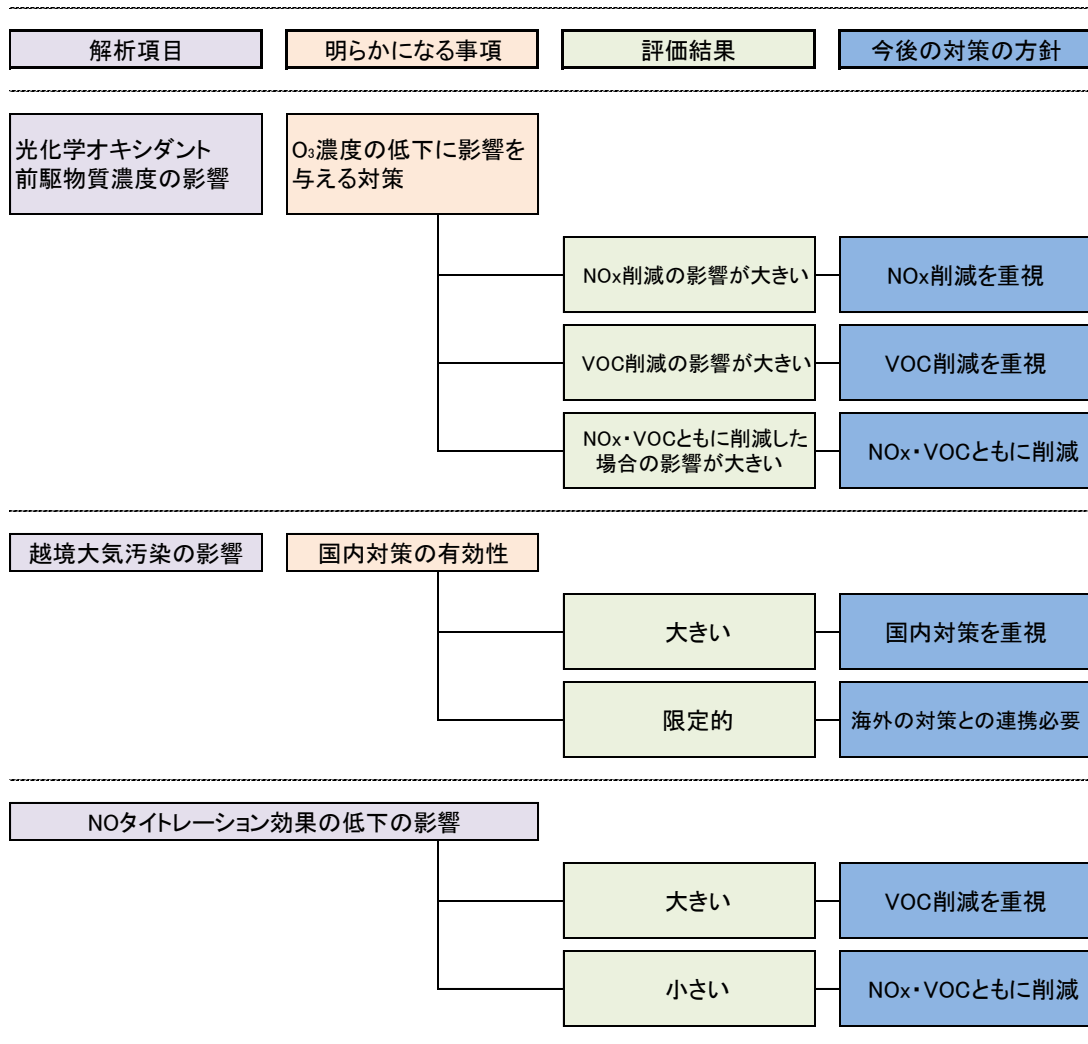 解析項目
明らかになる事項
評価結果
今後の対策の方針
光化学オキシダント
前駆物質濃度の影響
O₃濃度の低下に影響を
与える対策
NOx削減の影響が大きい
NOx削減を重視
VOC削減の影響が大きい
VOC削減を重視
NOx・VOCともに削減した
場合の影響が大きい
NOx・VOCともに削減
越境大気汚染の影響
国内対策の有効性
大きい
国内対策を重視
限定的
海外の対策との連携必要
NOタイトレーション効果の低下の影響
大きい
VOC削減を重視
小さい
NOx・VOCともに削減